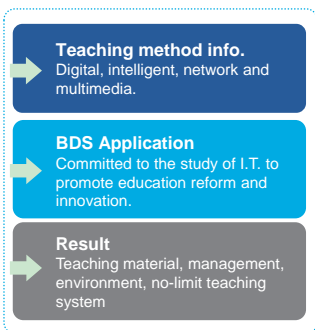 Teaching method info.
Digital, intelligent, network and
multimedia.
BDS Application
Committed to the study of I.T. to
promote education reform and
innovation.
Result
Teaching material, management,
environment, no-limit teaching
system